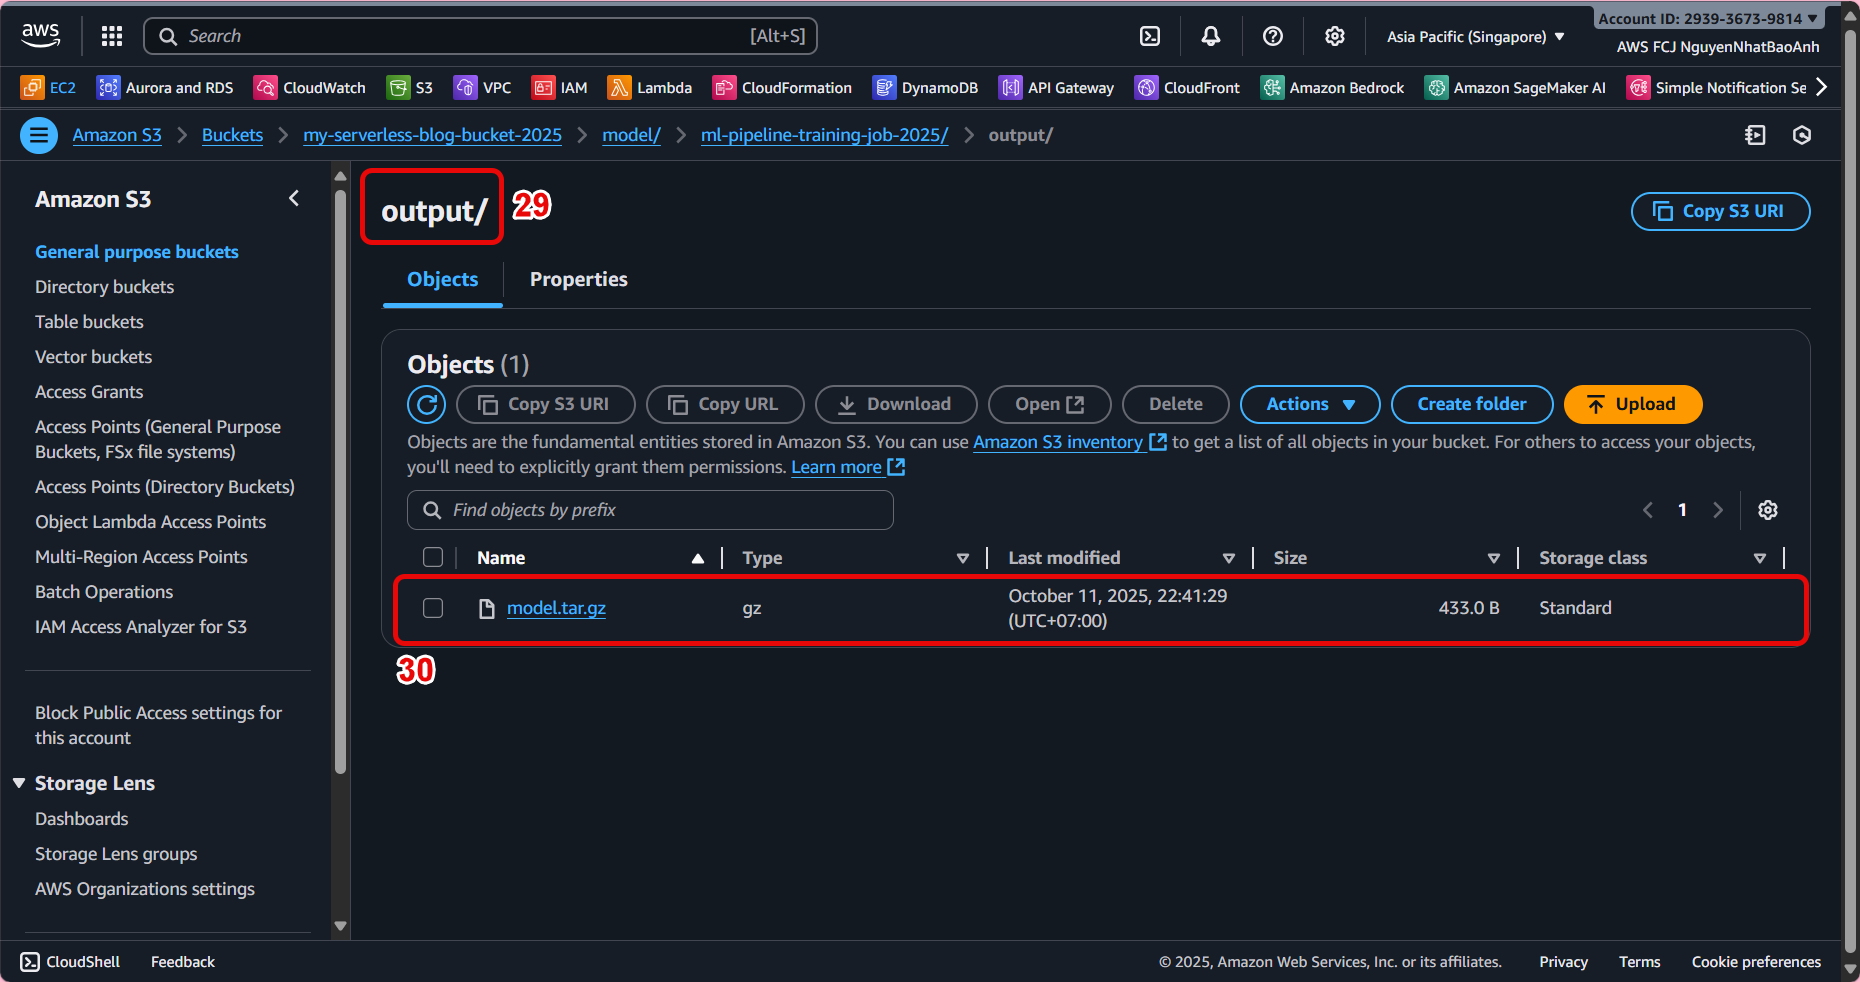 aws
Search [Alt+S]
Asia Pacific (Singapore)
Account ID: 2939-3673-9814
AWS FCJ NguyenNhatBaoAnh
EC2 Aurora and RDS CloudWatch S3 VPC IAM Lambda CloudFormation DynamoDB API Gateway CloudFront Amazon Bedrock Amazon SageMaker AI Simple Notification Se
Amazon S3 Buckets my-serverless-blog-bucket-2025 model/ ml-pipeline-training-job-2025/ output/
Amazon S3
General purpose buckets
Directory buckets
Table buckets
Vector buckets
Access Grants
Access Points (General Purpose
Buckets, FSx file systems)
Access Points (Directory Buckets)
Object Lambda Access Points
Multi-Region Access Points
Batch Operations
IAM Access Analyzer for S3
Block Public Access settings for
this account
Storage Lens
Dashboards
Storage Lens groups
AWS Organizations settings
output/ 29
Copy S3 URI
Objects Properties
Objects (1)
Copy S3 URI Copy URL Download Open Delete Actions Create folder Upload
Objects are the fundamental entities stored in Amazon S3. You can use Amazon S3 inventory to get a list of all objects in your bucket. For others to access your objects,
you'll need to explicitly grant them permissions. Learn more
Find objects by prefix
1
Name Type Last modified Size Storage class
model.tar.gz gz October 11, 2025, 22:41:29 433.0 B Standard
(UTC+07:00)
30
CloudShell Feedback © 2025, Amazon Web Services, Inc. or its affiliates. Privacy Terms Cookie preferences